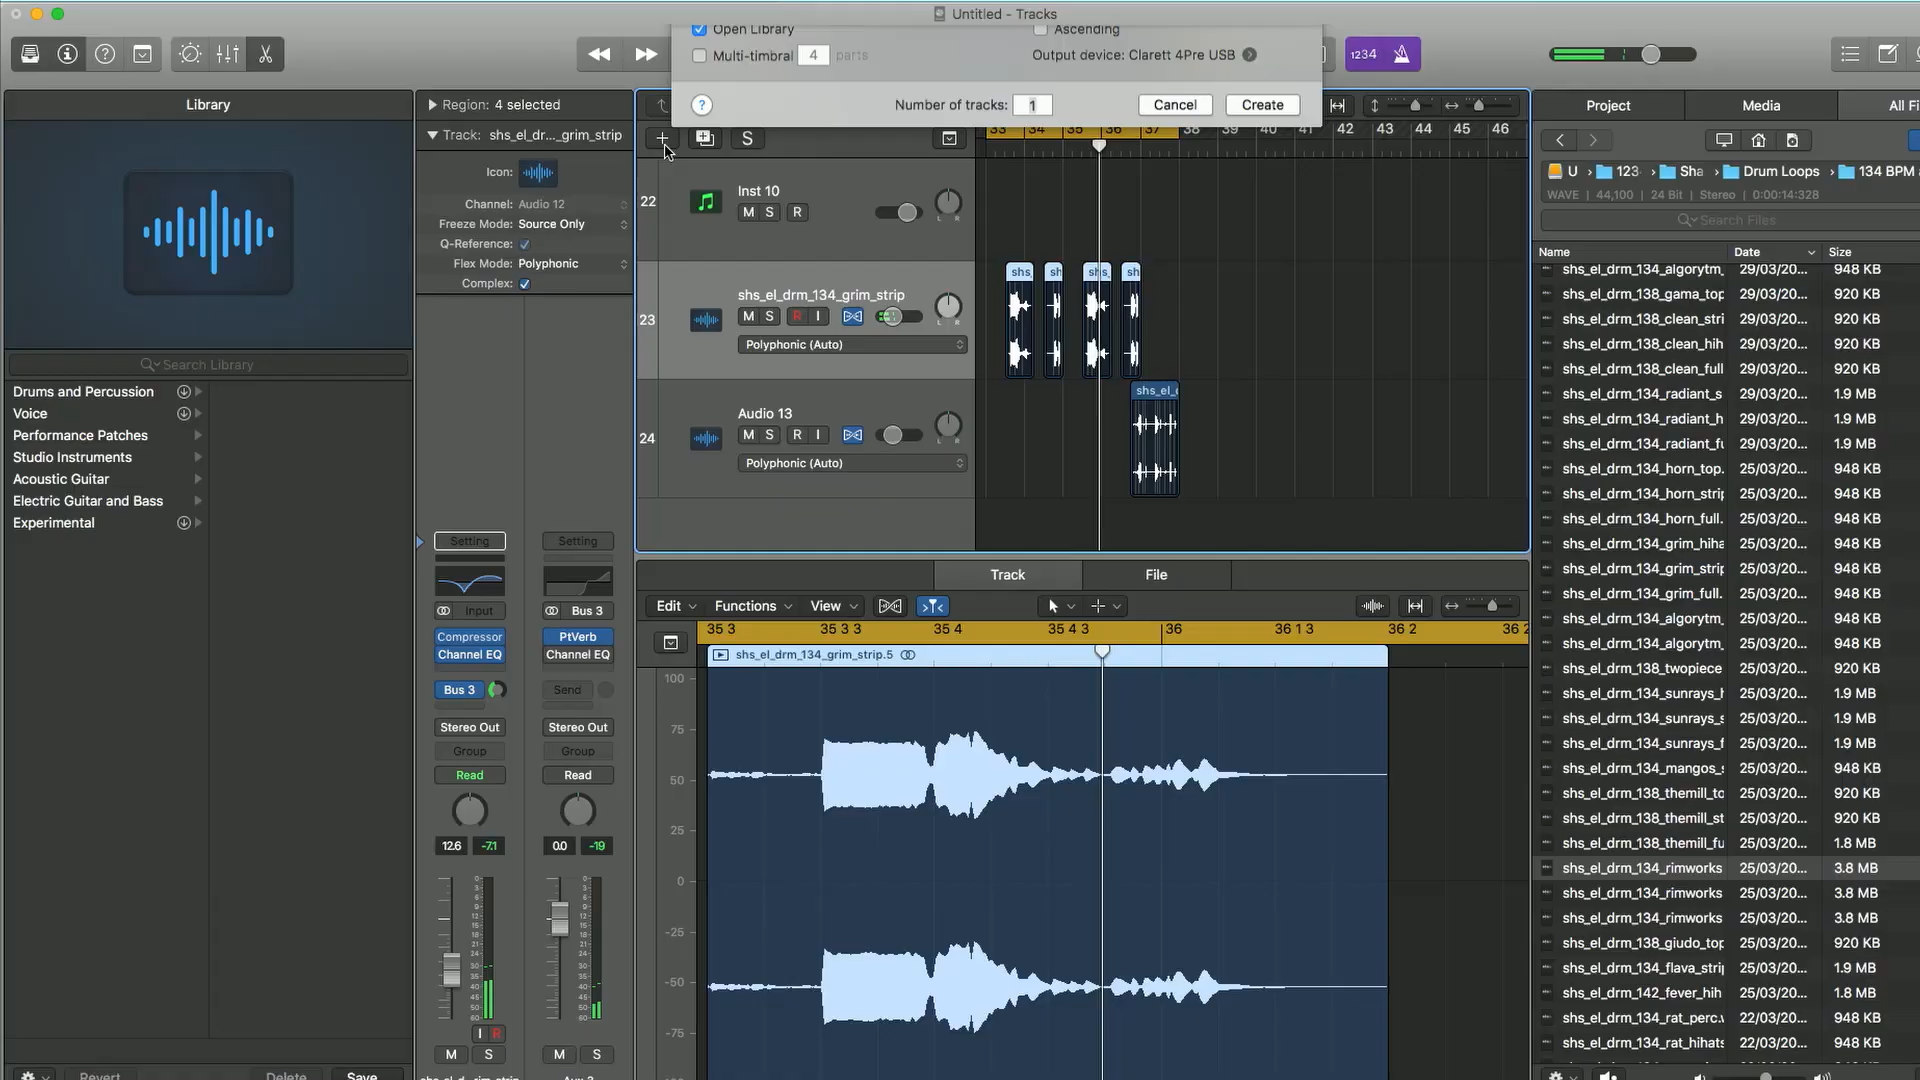 Untitled - Tracks
Open Library
Ascending
Multi-timbral 4 parts
Output device: Clarett 4Pre USB
Number of tracks: 1
Cancel
Create
1234
Library
Search Library
Drums and Percussion
Voice
Performance Patches
Studio Instruments
Acoustic Guitar
Electric Guitar and Bass
Experimental
Revert
Delete
Save
Region: 4 selected
Track: shs_el_dr..._grim_strip
Icon:
Channel: Audio 12
Freeze Mode: Source Only
Q-Reference:
Flex Mode: Polyphonic
Complex:
Setting
Setting
Input
Bus 3
Compressor
PtVerb
Channel EQ
Channel EQ
Bus 3
Send
Stereo Out
Stereo Out
Group
Group
Read
Read
12.6 -7.1
0.0 -19
I R
M S
M S
S
33 34 35 36 37 38 39 40 41 42 43 44 45 46
22
Inst 10
M S R
L R
23
shs_el_drm_134_grim_strip
M S R I
L R
Polyphonic (Auto)
shs_
sh
shs_
sh
24
Audio 13
M S R I
L R
Polyphonic (Auto)
shs_el_d
Track
File
Edit
Functions
View
35 3
35 3 3
35 4
35 4 3
36
36 1 3
36 2
36 2
shs_el_drm_134_grim_strip.5
100
75
50
25
0
-25
-50
-75
Project
Media
All Fi
U
123
Sha
Drum Loops
134 BPM
WAVE | 44,100 | 24 Bit | Stereo | 0:00:14:328
Search Files
Name Date Size
shs_el_drm_134_algorytm_ 29/03/20... 948 KB
shs_el_drm_138_gama_top 29/03/20... 920 KB
shs_el_drm_138_clean_stri 29/03/20... 920 KB
shs_el_drm_138_clean_hih 29/03/20... 920 KB
shs_el_drm_138_clean_full 29/03/20... 920 KB
shs_el_drm_134_radiant_s 29/03/20... 1.9 MB
shs_el_drm_134_radiant_h 29/03/20... 1.9 MB
shs_el_drm_134_radiant_fu 29/03/20... 1.9 MB
shs_el_drm_134_horn_top. 25/03/20... 948 KB
shs_el_drm_134_horn_strip 25/03/20... 948 KB
shs_el_drm_134_horn_full. 25/03/20... 948 KB
shs_el_drm_134_grim_hiha 25/03/20... 948 KB
shs_el_drm_134_grim_strip 25/03/20... 948 KB
shs_el_drm_134_grim_full. 25/03/20... 948 KB
shs_el_drm_134_algorytm_ 25/03/20... 948 KB
shs_el_drm_134_algorytm_ 25/03/20... 948 KB
shs_el_drm_138_twopiece 25/03/20... 920 KB
shs_el_drm_134_sunrays_h 25/03/20... 1.9 MB
shs_el_drm_134_sunrays_s 25/03/20... 1.9 MB
shs_el_drm_134_sunrays_f 25/03/20... 1.9 MB
shs_el_drm_134_mangos_s 25/03/20... 948 KB
shs_el_drm_138_themill_to 25/03/20... 920 KB
shs_el_drm_138_themill_st 25/03/20... 920 KB
shs_el_drm_138_themill_fu 25/03/20... 1.8 MB
shs_el_drm_134_rimworks 25/03/20... 3.8 MB
shs_el_drm_134_rimworks 25/03/20... 3.8 MB
shs_el_drm_134_rimworks 25/03/20... 3.8 MB
shs_el_drm_138_giudo_top 25/03/20... 920 KB
shs_el_drm_134_flava_strip 25/03/20... 1.9 MB
shs_el_drm_142_fever_hih 25/03/20... 1.8 MB
shs_el_drm_134_rat_perc.v 22/03/20... 948 KB
shs_el_drm_134_rat_hihats 22/03/20... 948 KB